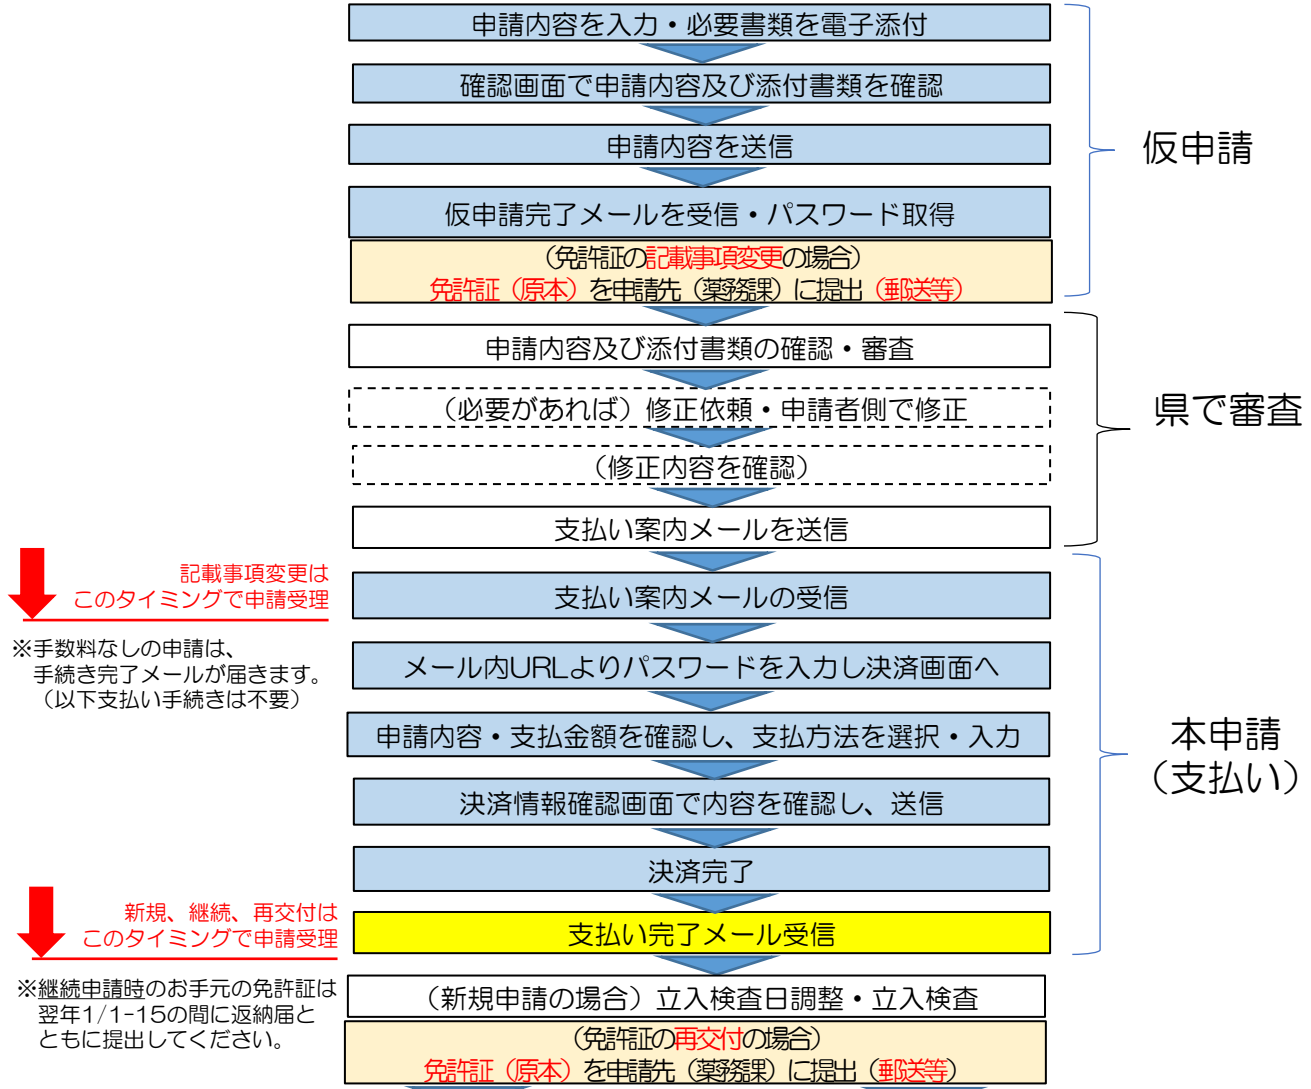 申請内容を入力・必要書類を電子添付
確認画面で申請内容及び添付書類を確認
申請内容を送信
仮申請完了メールを受信・パスワード取得
（免許証の記載事項変更の場合）
免許証（原本）を申請先（薬務課）に提出（郵送等）
仮申請
申請内容及び添付書類の確認・審査
（必要があれば）修正依頼・申請者側で修正
（修正内容を確認）
支払い案内メールを送信
県で審査
記載事項変更は
このタイミングで申請受理
※手数料なしの申請は、
手続き完了メールが届きます。
（以下支払い手続きは不要）
支払い案内メールの受信
メール内URLよりパスワードを入力し決済画面へ
申請内容・支払金額を確認し、支払方法を選択・入力
決済情報確認画面で内容を確認し、送信
決済完了
支払い完了メール受信
本申請
（支払い）
新規、継続、再交付は
このタイミングで申請受理
※継続申請時のお手元の免許証は
翌年1/1-15の間に返納届と
ともに提出してください。
（新規申請の場合）立入検査日調整・立入検査
（免許証の再交付の場合）
免許証（原本）を申請先（薬務課）に提出（郵送等）